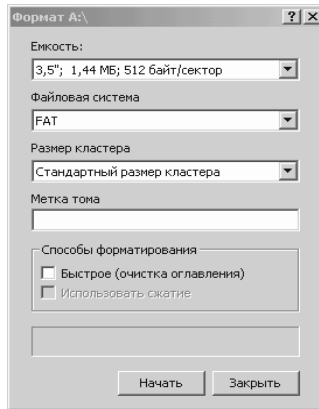 Формат A:\
Емкость:
3,5"; 1,44 МБ; 512 байт/сектор
Файловая система
FAT
Размер кластера
Стандартный размер кластера
Метка тома
Способы форматирования
Быстрое (очистка оглавления)
Использовать сжатие
Начать Закрыть